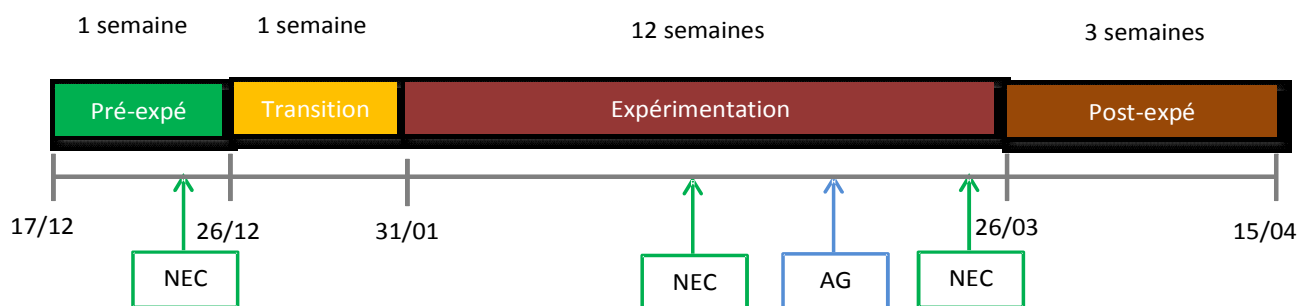 1 semaine 1 semaine 12 semaines 3 semaines
Pré-expé Transition Expérimentation Post-expé
17/12 26/12 31/01 26/03 15/04
NEC NEC AG NEC